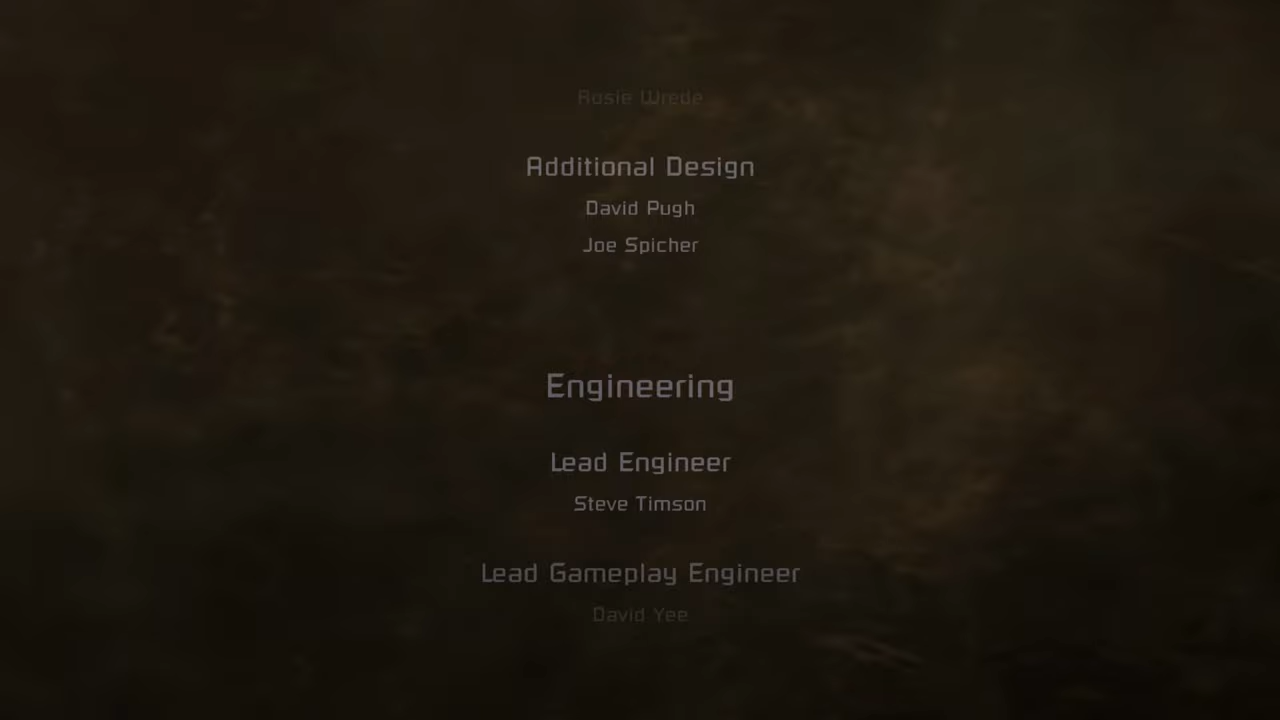 Rosie Wrede
Additional Design
David Pugh
Joe Spicher
Engineering
Lead Engineer
Steve Timson
Lead Gameplay Engineer
David Yee